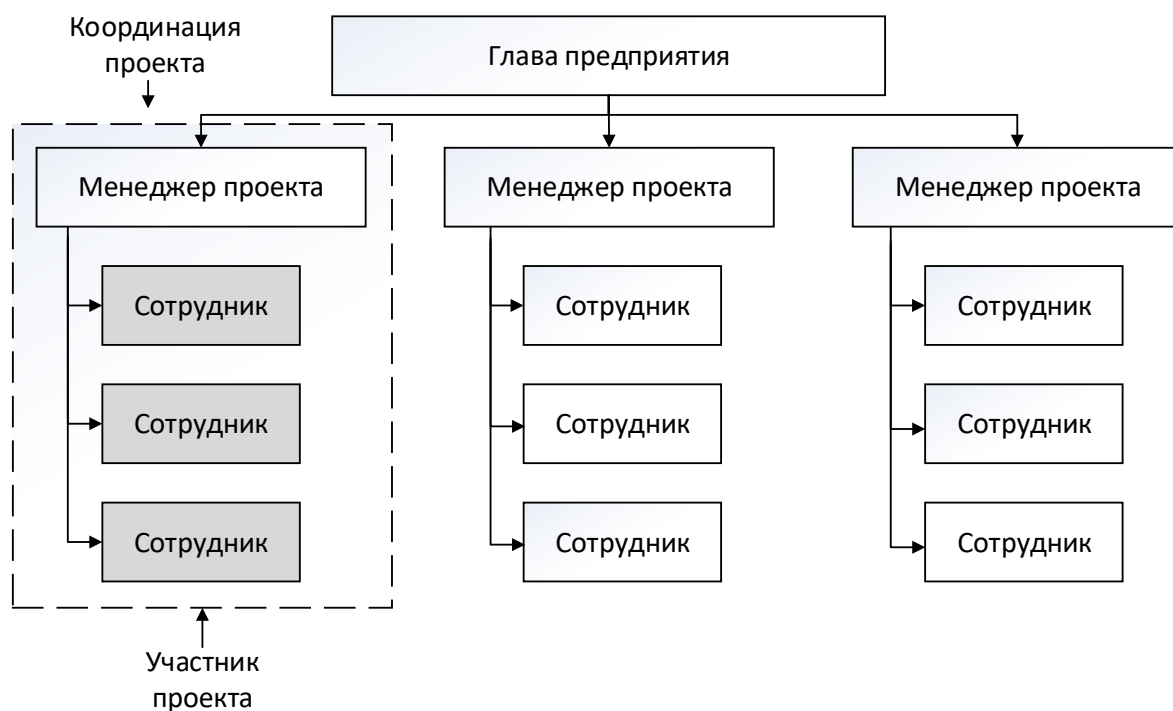 Координация
проекта
Глава предприятия
Менеджер проекта
Менеджер проекта
Менеджер проекта
Сотрудник
Сотрудник
Сотрудник
Сотрудник
Сотрудник
Сотрудник
Сотрудник
Сотрудник
Сотрудник
Участник
проекта